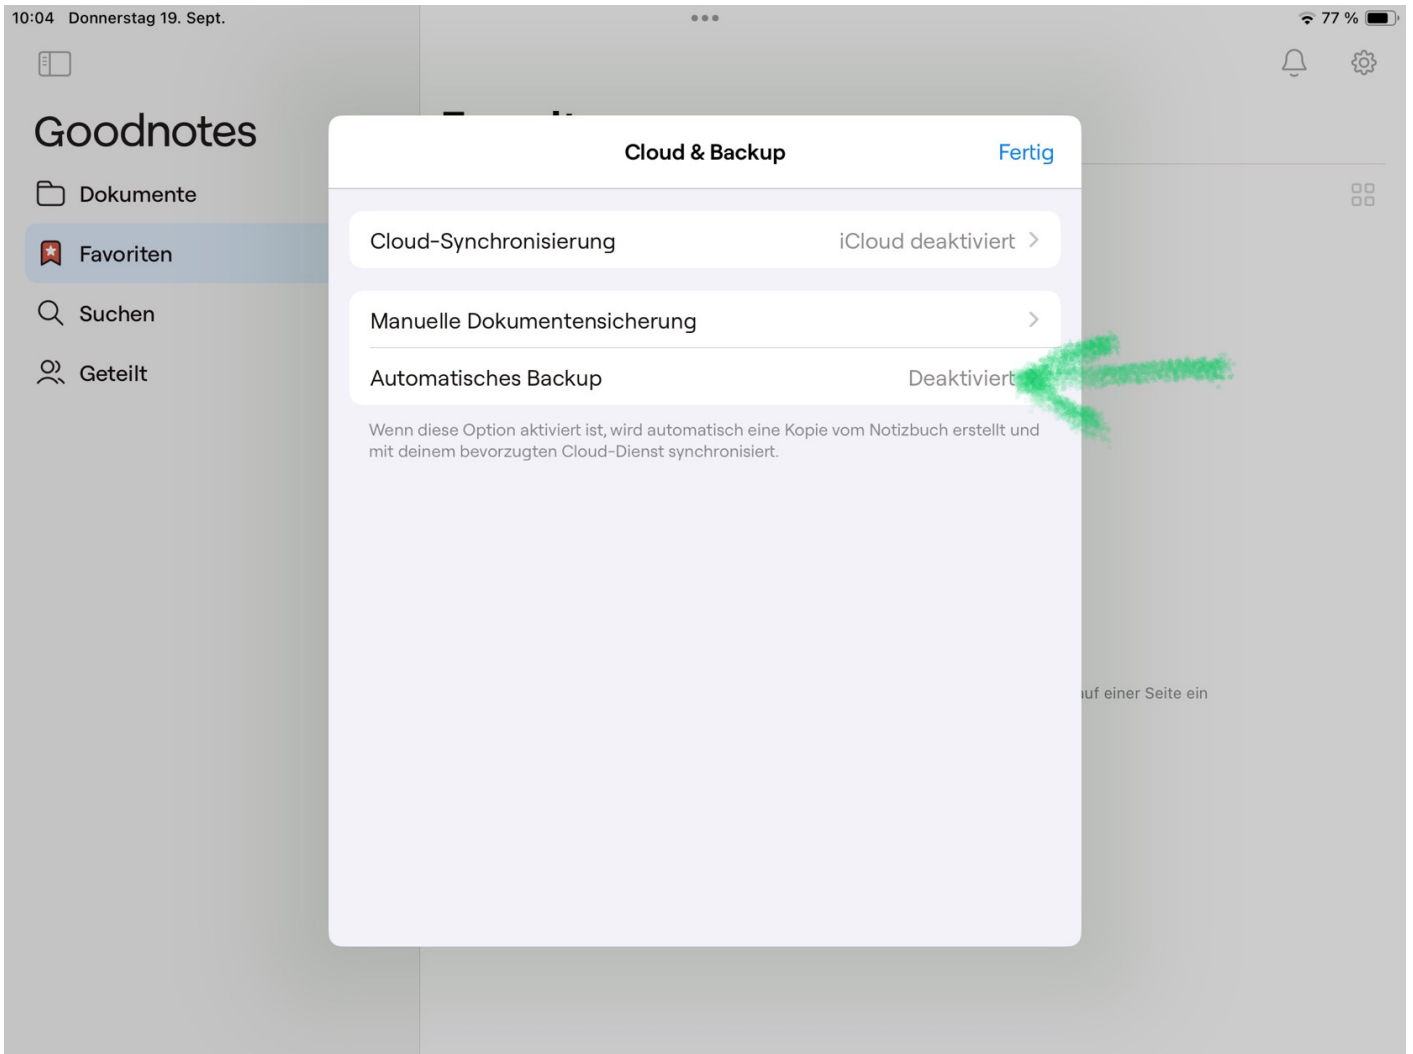 10:04 Donnerstag 19. Sept.
77 %
Goodnotes
Dokumente
Favoriten
Suchen
Geteilt
Cloud & Backup
Fertig
Cloud-Synchronisierung
iCloud deaktiviert
Manuelle Dokumentensicherung
Automatisches Backup
Deaktiviert
Wenn diese Option aktiviert ist, wird automatisch eine Kopie vom Notizbuch erstellt und
mit deinem bevorzugten Cloud-Dienst synchronisiert.
auf einer Seite ein